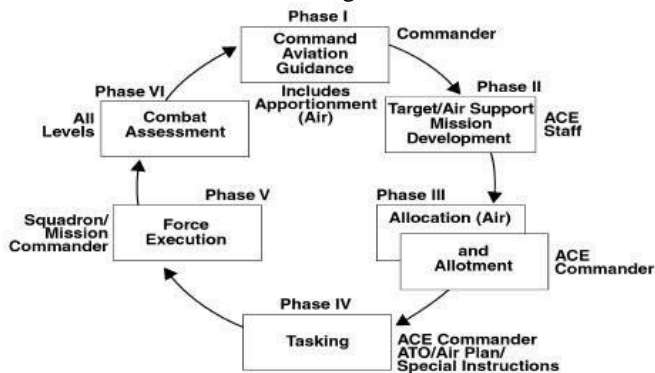 Phase I
Command
Aviation
Guidance
Commander
Includes
Apportionment
(Air)
Phase II
Target/Air Support
Mission
Development
ACE
Staff
Phase III
Allocation (Air)
and
Allotment
ACE
Commander
Phase IV
Tasking
ACE Commander
ATO/Air Plan/
Special Instructions
Phase V
Force
Execution
Squadron/
Mission
Commander
Phase VI
Combat
Assessment
All
Levels